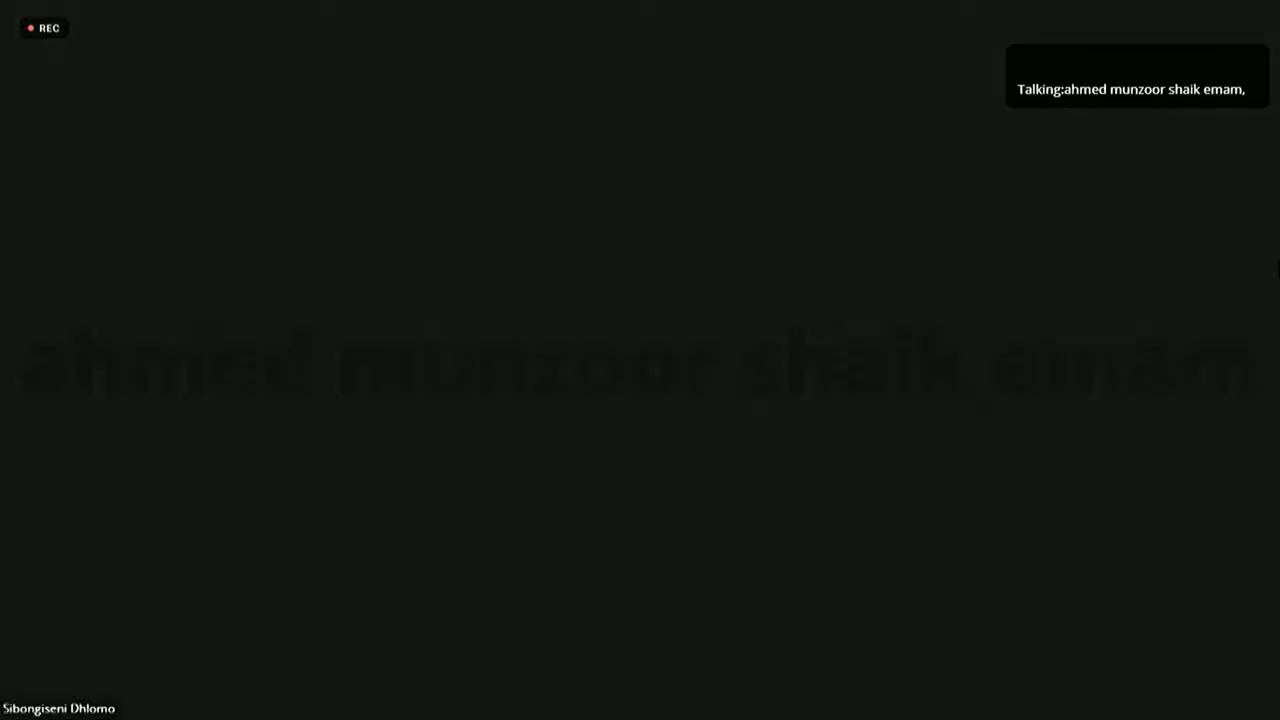 REC
Talking:ahmed munzoor shaik emam,
ahmed munzoor shaik emam
Sibongiseni Dhlomo